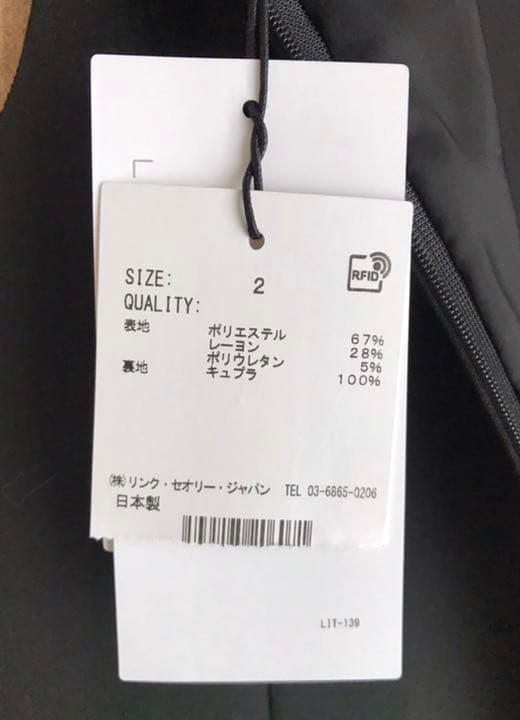 SIZE: 2
RFID
QUALITY:
表地 ポリエステル 67%
レーヨン 28%
ポリウレタン 5%
裏地 キュプラ 100%
㈱リンク・セオリー・ジャパン TEL 03-6865-0206
日本製
LIT-139